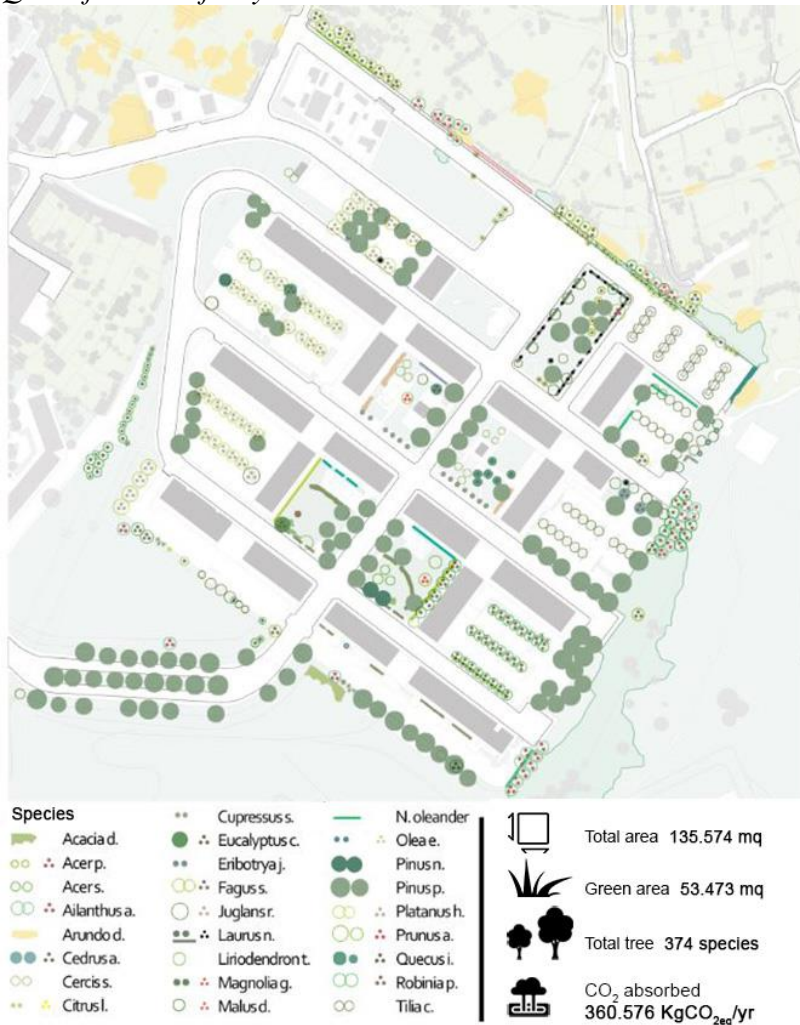 Species
Acacia d.
Acer p.
Acer s.
Ailanthus a.
Arundo d.
Cedrus a.
Cercis s.
Citrus l.
Cupressus s.
Eucalyptus c.
Eribotrya j.
Fagus s.
Juglans r.
Laurus n.
Liriodendron t.
Magnolia g.
Malus d.
N. oleander
Olea e.
Pinus n.
Pinus p.
Platanus h.
Prunus a.
Quecus i.
Robinia p.
Tilia c.
Total area 135.574 mq
Green area 53.473 mq
Total tree 374 species
CO2 absorbed
360.576 KgCO2eq/yr